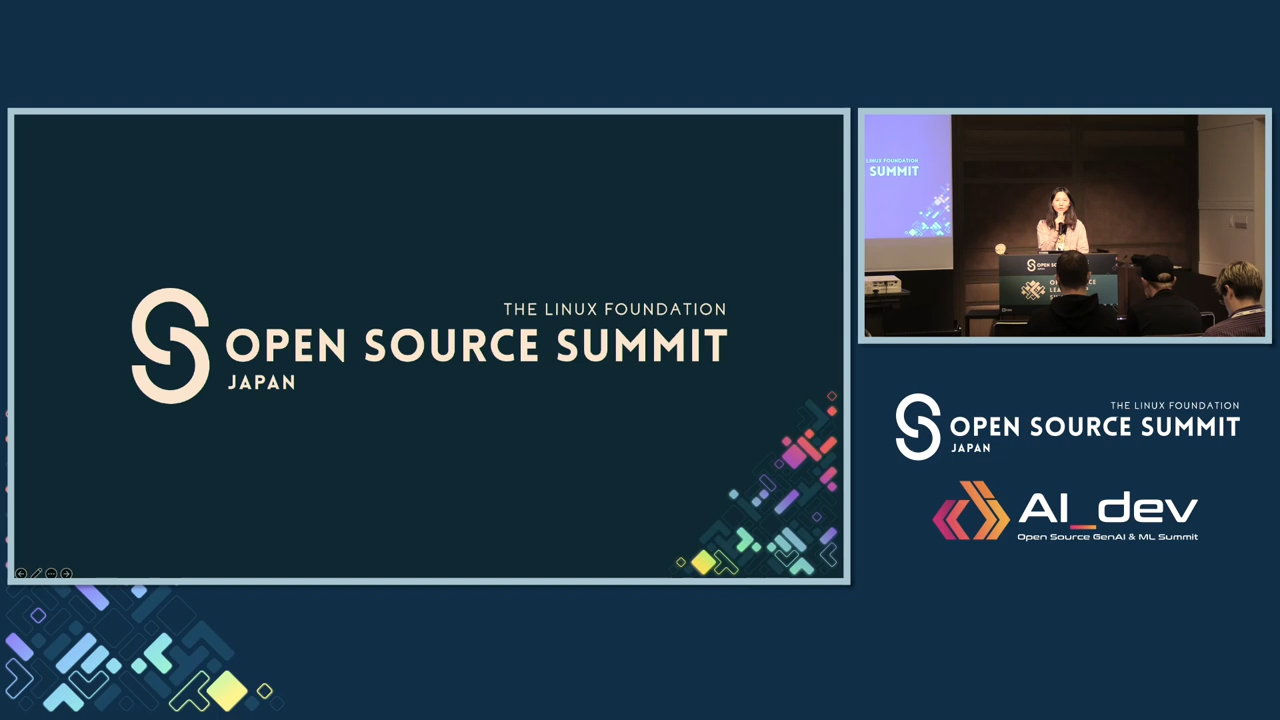 THE LINUX FOUNDATION
OPEN SOURCE SUMMIT
JAPAN
LINUX FOUNDATION
SUMMIT
THE LINUX FOUNDATION
OPEN SOURCE SUMMIT
JAPAN
AI_dev
Open Source GenAI & ML Summit